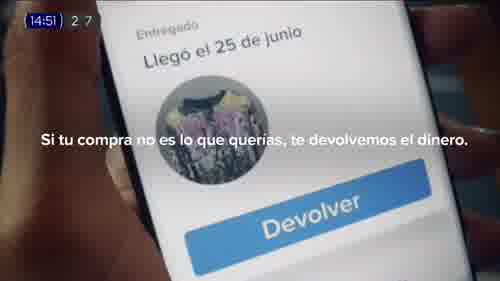 14:51 2 7
Entregado
Llegó el 25 de junio
Si tu compra no es lo que querías, te devolvemos el dinero.
Devolver